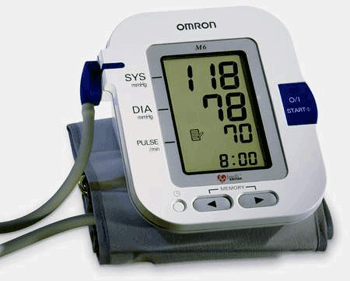 OMRON
M6
SYS 118
mmHg
DIA 78
mmHg
PULSE 70
/min
8:00
O/I
START
MEMORY